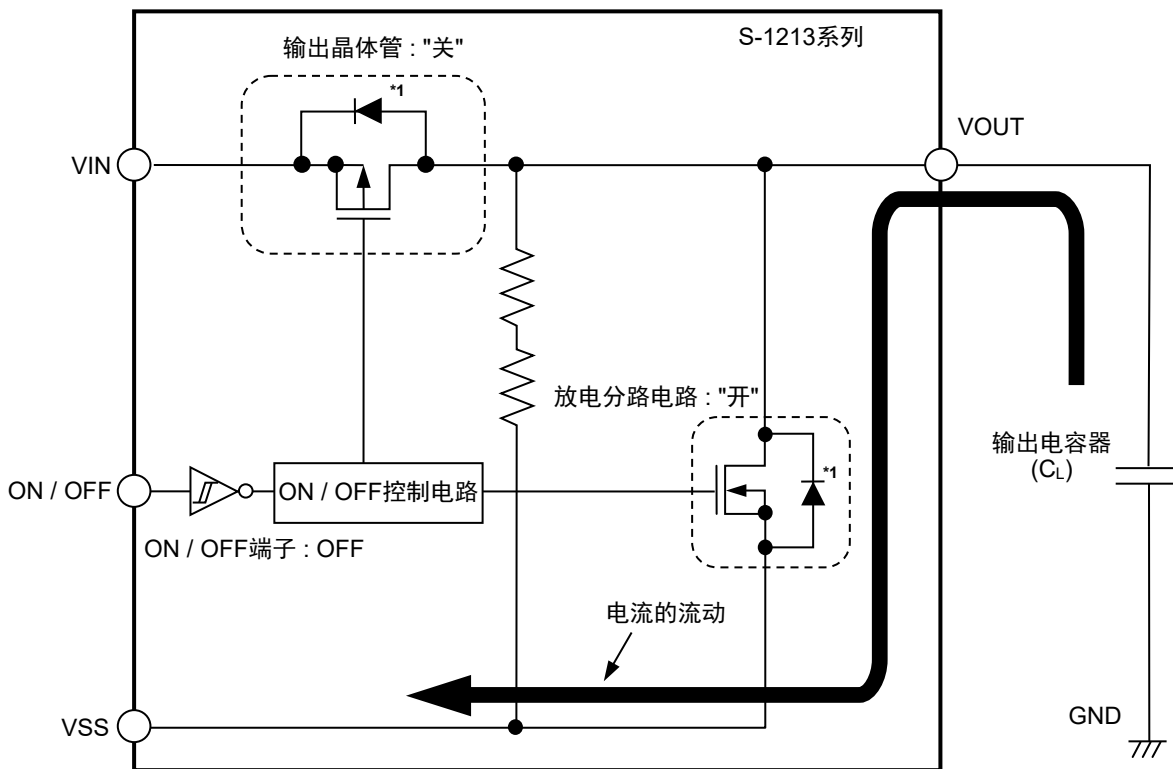 S-1213系列
输出晶体管 : "关"
*1
VOUT
VIN
放电分路电路 : "开"
*1
输出电容器
(CL)
ON / OFF
ON / OFF控制电路
ON / OFF端子 : OFF
电流的流动
GND
VSS